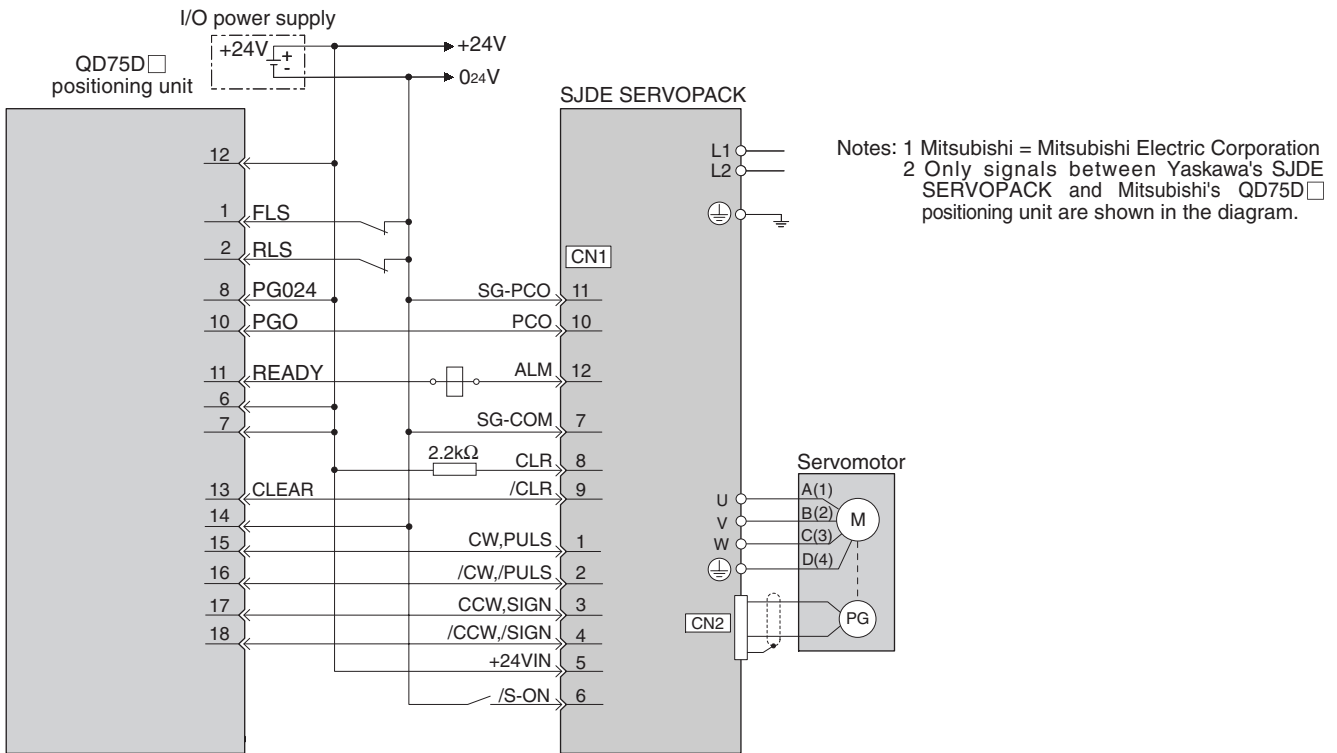 I/O power supply
+24V
+
-
+24V
024V
QD75D□
positioning unit
SJDE SERVOPACK
Notes: 1 Mitsubishi = Mitsubishi Electric Corporation
2 Only signals between Yaskawa's SJDE
SERVOPACK and Mitsubishi's QD75D□
positioning unit are shown in the diagram.
L1
L2
CN1
12
1 FLS
2 RLS
8 PG024 SG-PCO 11
10 PGO PCO 10
11 READY ALM 12
6
7 SG-COM 7
2.2kΩ CLR 8
13 CLEAR /CLR 9
14
15 CW,PULS 1
16 /CW,/PULS 2
17 CCW,SIGN 3
18 /CCW,/SIGN 4
+24VIN 5
/S-ON 6
Servomotor
U A(1)
V B(2) M
W C(3)
D(4)
CN2 PG